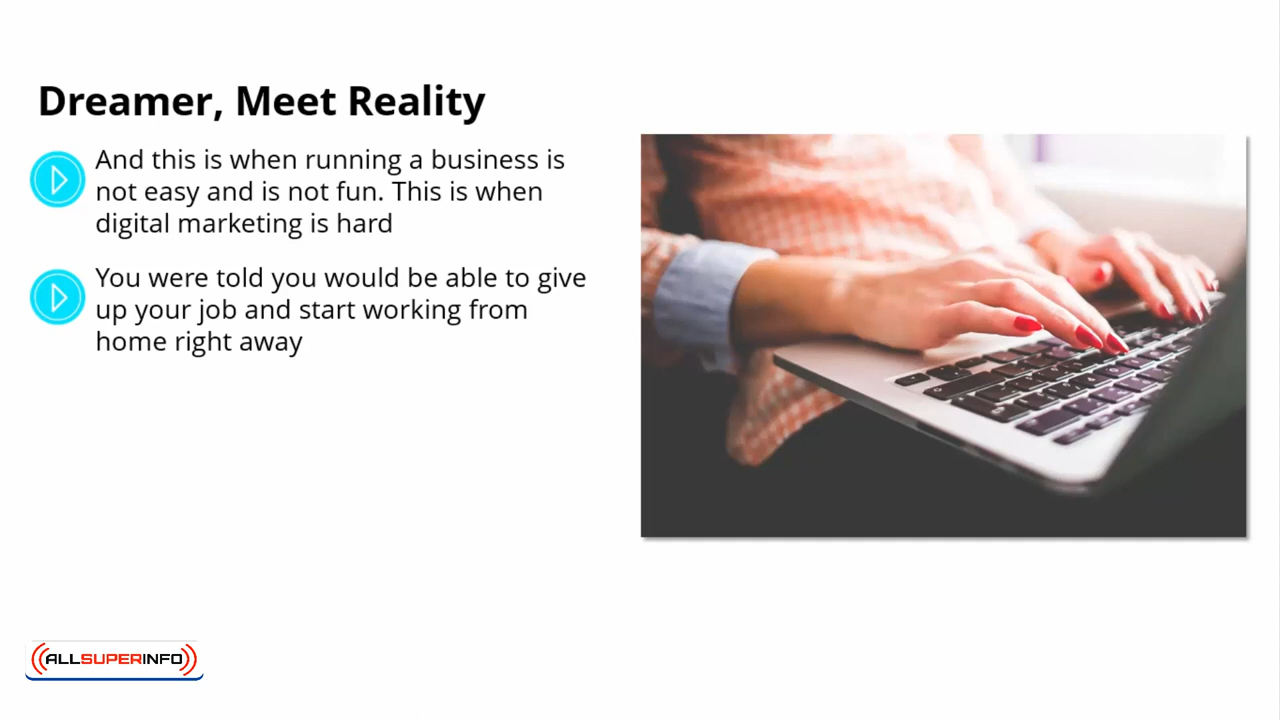 Dreamer, Meet Reality
And this is when running a business is
not easy and is not fun. This is when
digital marketing is hard
You were told you would be able to give
up your job and start working from
home right away
ALLSUPERINFO